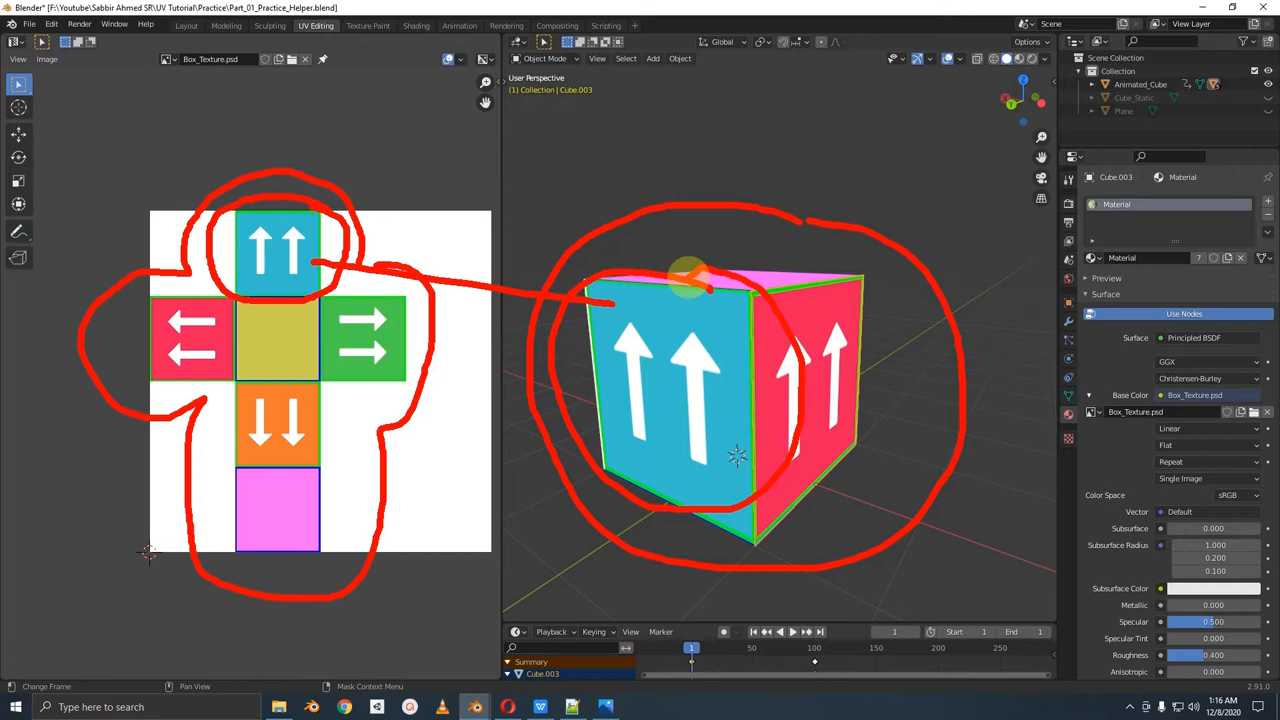 Blender* [F:\Youtube\Sabbir Ahmed SR\UV Tutorial\Practice\Part_01_Practice_Helper.blend]
File Edit Render Window Help Layout Modeling Sculpting UV Editing Texture Paint Shading Animation Rendering Compositing Scripting Scene View Layer
View Image Box_Texture.psd Global Options
Object Mode View Select Add Object
User Perspective
(1) Collection | Cube.003
Scene Collection
Collection
Animated_Cube
Cube_Static
Plane
Cube.003 Material
Material
Material 7
Preview
Surface
Use Nodes
Surface Principled BSDF
GGX
Christensen-Burley
Base Color Box_Texture.psd
Box_Texture.psd
Linear
Flat
Repeat
Single Image
Color Space sRGB
Vector Default
Subsurface 0.000
Subsurface Radius 1.000
0.200
0.100
Subsurface Color
Metallic 0.000
Specular 0.500
Specular Tint 0.000
Roughness 0.400
Anisotropic 0.000
Z
Y
Playback Keying View Marker 1 Start 1 End 1
1 50 100 150 200 250
Summary
Cube.003
Change Frame Pan View Mask Context Menu 2.91.0
Type here to search
1:16 AM
12/8/2020